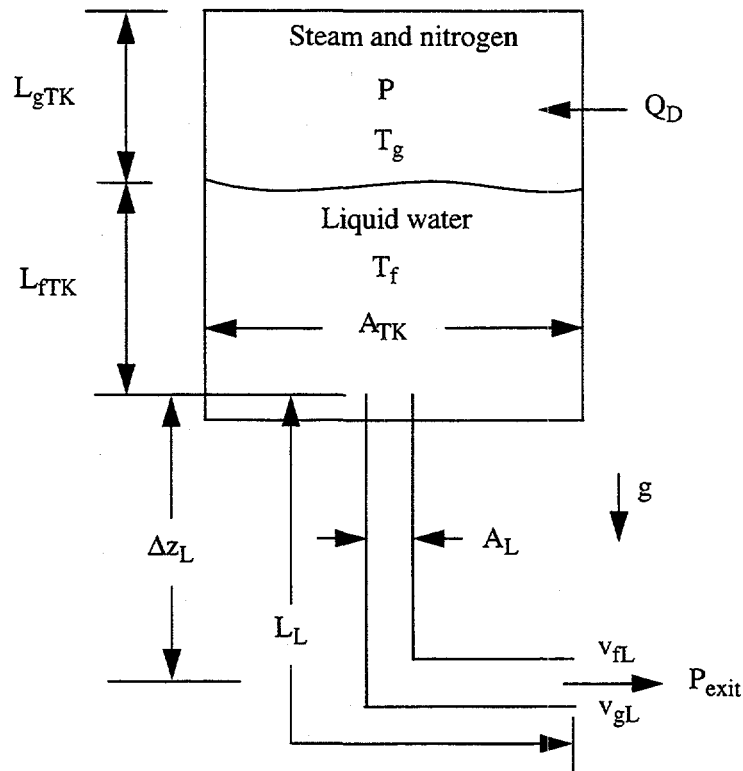 Steam and nitrogen
L_gTK
P
Q_D
T_g
Liquid water
L_fTK
T_f
A_TK
g
Δz_L
A_L
L_L
v_fL
P_exit
v_gL